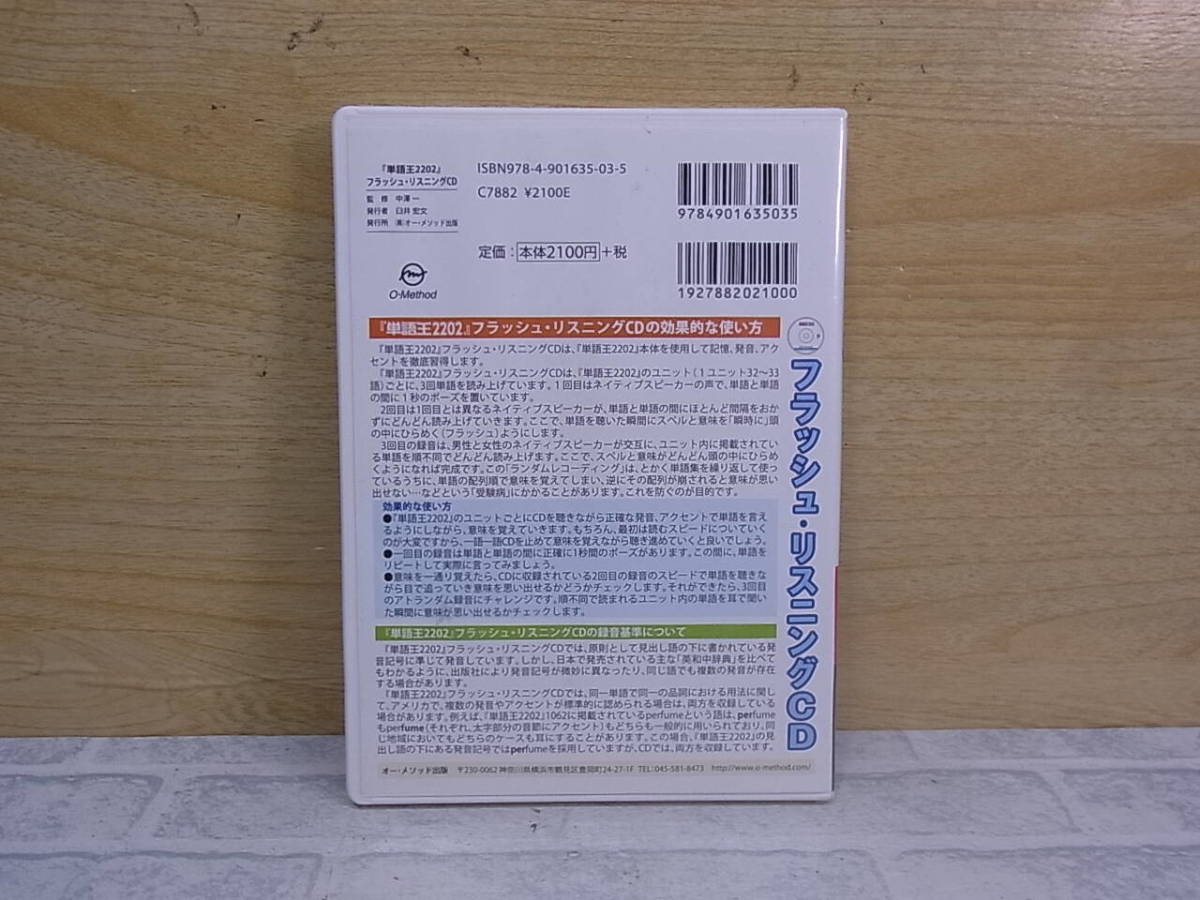 『単語王2202』
フラッシュ・リスニングCD
監　修　中澤 一
発行者　臼井 宏文
発行所　(有)オー・メソッド出版
O-Method
ISBN978-4-901635-03-5
C7882 ¥2100E
定価：本体2100円+税
9784901635035
1927882021000
『単語王2202』フラッシュ・リスニングCDの効果的な使い方
『単語王2202』フラッシュ・リスニングCDは、『単語王2202』本体を使用して記憶、発音、アク
セントを徹底習得します。
『単語王2202』フラッシュ・リスニングCDは、『単語王2202』のユニット（1ユニット32～33
語）ごとに、3回単語を読み上げています。1回目はネイティブスピーカーの声で、単語と単語
の間に1秒のポーズを置いています。
2回目は1回目とは異なるネイティブスピーカーが、単語と単語の間にほとんど間隔をおか
ずにどんどん読み上げていきます。ここで、単語を聴いた瞬間にスペルと意味を「瞬時に」頭
の中にひらめく（フラッシュ）ようにします。
3回目の録音は、男性と女性のネイティブスピーカーが交互に、ユニット内に掲載されてい
る単語を順不同でどんどん読み上げます。ここで、スペルと意味がどんどん頭の中にひらめ
くようになれば完成です。この「ランダムレコーディング」は、とかく単語集を繰り返して使っ
ているうちに、単語の配列順で意味を覚えてしまい、逆にその配列が崩されると意味が思い
出せない…などという「受験病」にかかることがあります。これを防ぐのが目的です。
効果的な使い方
●『単語王2202』のユニットごとにCDを聴きながら正確な発音、アクセントで単語を言え
るようにしながら、意味を覚えていきます。もちろん、最初は読むスピードについていく
のが大変ですから、一語一語CDを止めて意味を覚えながら聴き進めていくと良いでしょう。
●一回目の録音は単語と単語の間に正確に1秒間のポーズがあります。この間に、単語を
リピートして実際に言ってみましょう。
●意味を一通り覚えたら、CDに収録されている2回目の録音のスピードで単語を聴きな
がら目で追っていき意味を思い出せるかどうかチェックします。それができたら、3回目
のアトランダム録音にチャレンジです。順不同で読まれるユニット内の単語を耳で聞い
た瞬間に意味が思い出せるかチェックします。
『単語王2202』フラッシュ・リスニングCDの録音基準について
『単語王2202』フラッシュ・リスニングCDでは、原則として見出し語の下に書かれている発
音記号に準じて発音しています。しかし、日本で発売されている主な「英和中辞典」を比べて
もわかるように、出版社により発音記号が微妙に異なったり、同じ語でも複数の発音が存在
する場合があります。
『単語王2202』フラッシュ・リスニングCDでは、同一単語で同一の品詞における用法に関し
て、アメリカで、複数の発音やアクセントが標準的に認められる場合は、両方を収録している
場合があります。例えば、『単語王2202』1062に掲載されているperfumeという語は、perfume
もperfume（それぞれ、太字部分の音節にアクセント）もどちらも一般的に用いられており、同
じ地域においてもどちらのケースも耳にすることがあります。この場合、『単語王2202』の見
出し語の下にある発音記号ではperfumeを採用していますが、CDでは、両方を収録しています。
オー・メソッド出版　〒230-0062 神奈川県横浜市鶴見区豊岡町24-27-1F　TEL：045-581-8473　http://www.o-method.com/
フラッシュ・リスニングCD